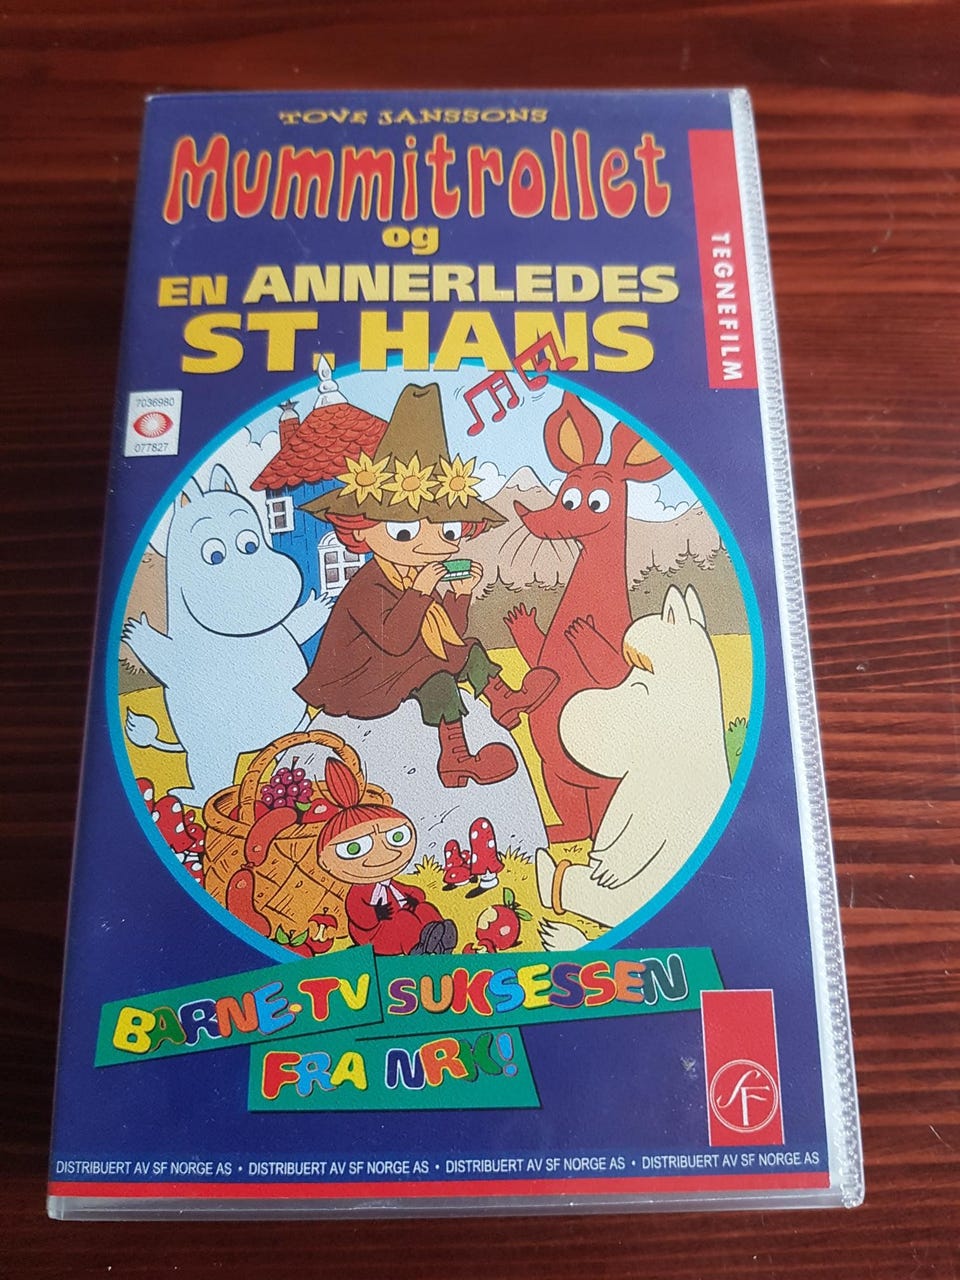 TOVE JANSSONS
Mummitrollet
og
EN ANNERLEDES
ST. HANS
TEGNEFILM
7036980
077827
BARNE-TV SUKSESSEN
FRA NRK!
SF
DISTRIBUERT AV SF NORGE AS • DISTRIBUERT AV SF NORGE AS • DISTRIBUERT AV SF NORGE AS • DISTRIBUERT AV SF NORGE AS